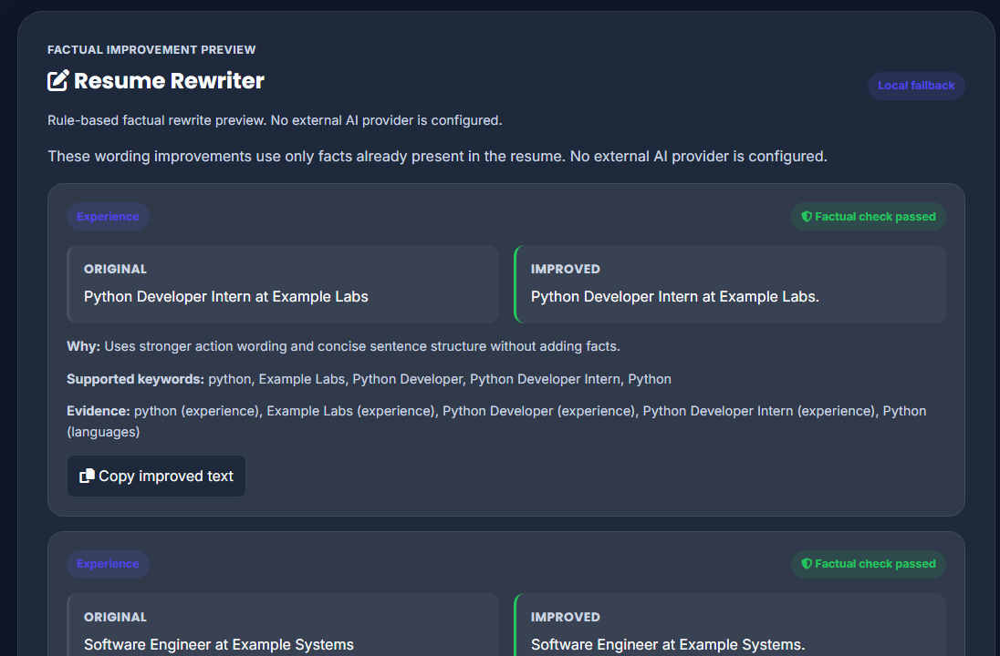 FACTUAL IMPROVEMENT PREVIEW
Resume Rewriter
Local fallback
Rule-based factual rewrite preview. No external AI provider is configured.
These wording improvements use only facts already present in the resume. No external AI provider is configured.
Experience
Factual check passed
ORIGINAL
Python Developer Intern at Example Labs
IMPROVED
Python Developer Intern at Example Labs.
Why: Uses stronger action wording and concise sentence structure without adding facts.
Supported keywords: python, Example Labs, Python Developer, Python Developer Intern, Python
Evidence: python (experience), Example Labs (experience), Python Developer (experience), Python Developer Intern (experience), Python
(languages)
Copy improved text
Experience
Factual check passed
ORIGINAL
Software Engineer at Example Systems
IMPROVED
Software Engineer at Example Systems.